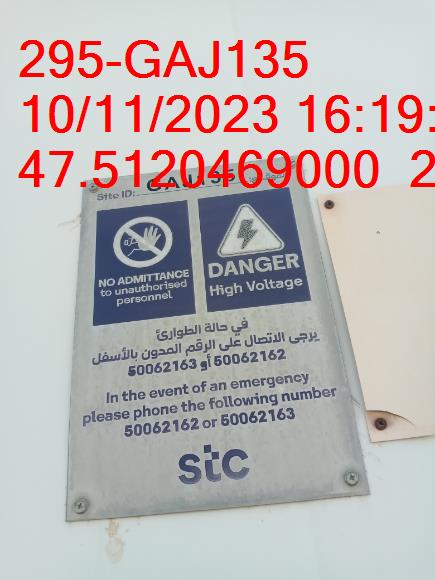 295-GAJ135
10/11/2023 16:19:
47.5120469000 2
Site ID: GAJ135
NO ADMITTANCE
to unauthorised
personnel
DANGER
High Voltage
في حالة الطوارئ
يرجى الاتصال على الرقم المدون بالأسفل
50062162 أو 50062163
In the event of an emergency
please phone the following number
50062162 or 50062163
stc